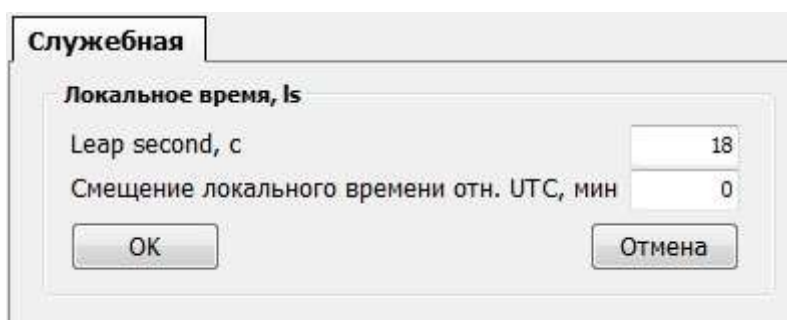 Служебная
Локальное время, ls
Leap second, с 18
Смещение локального времени отн. UTC, мин 0
OK Отмена